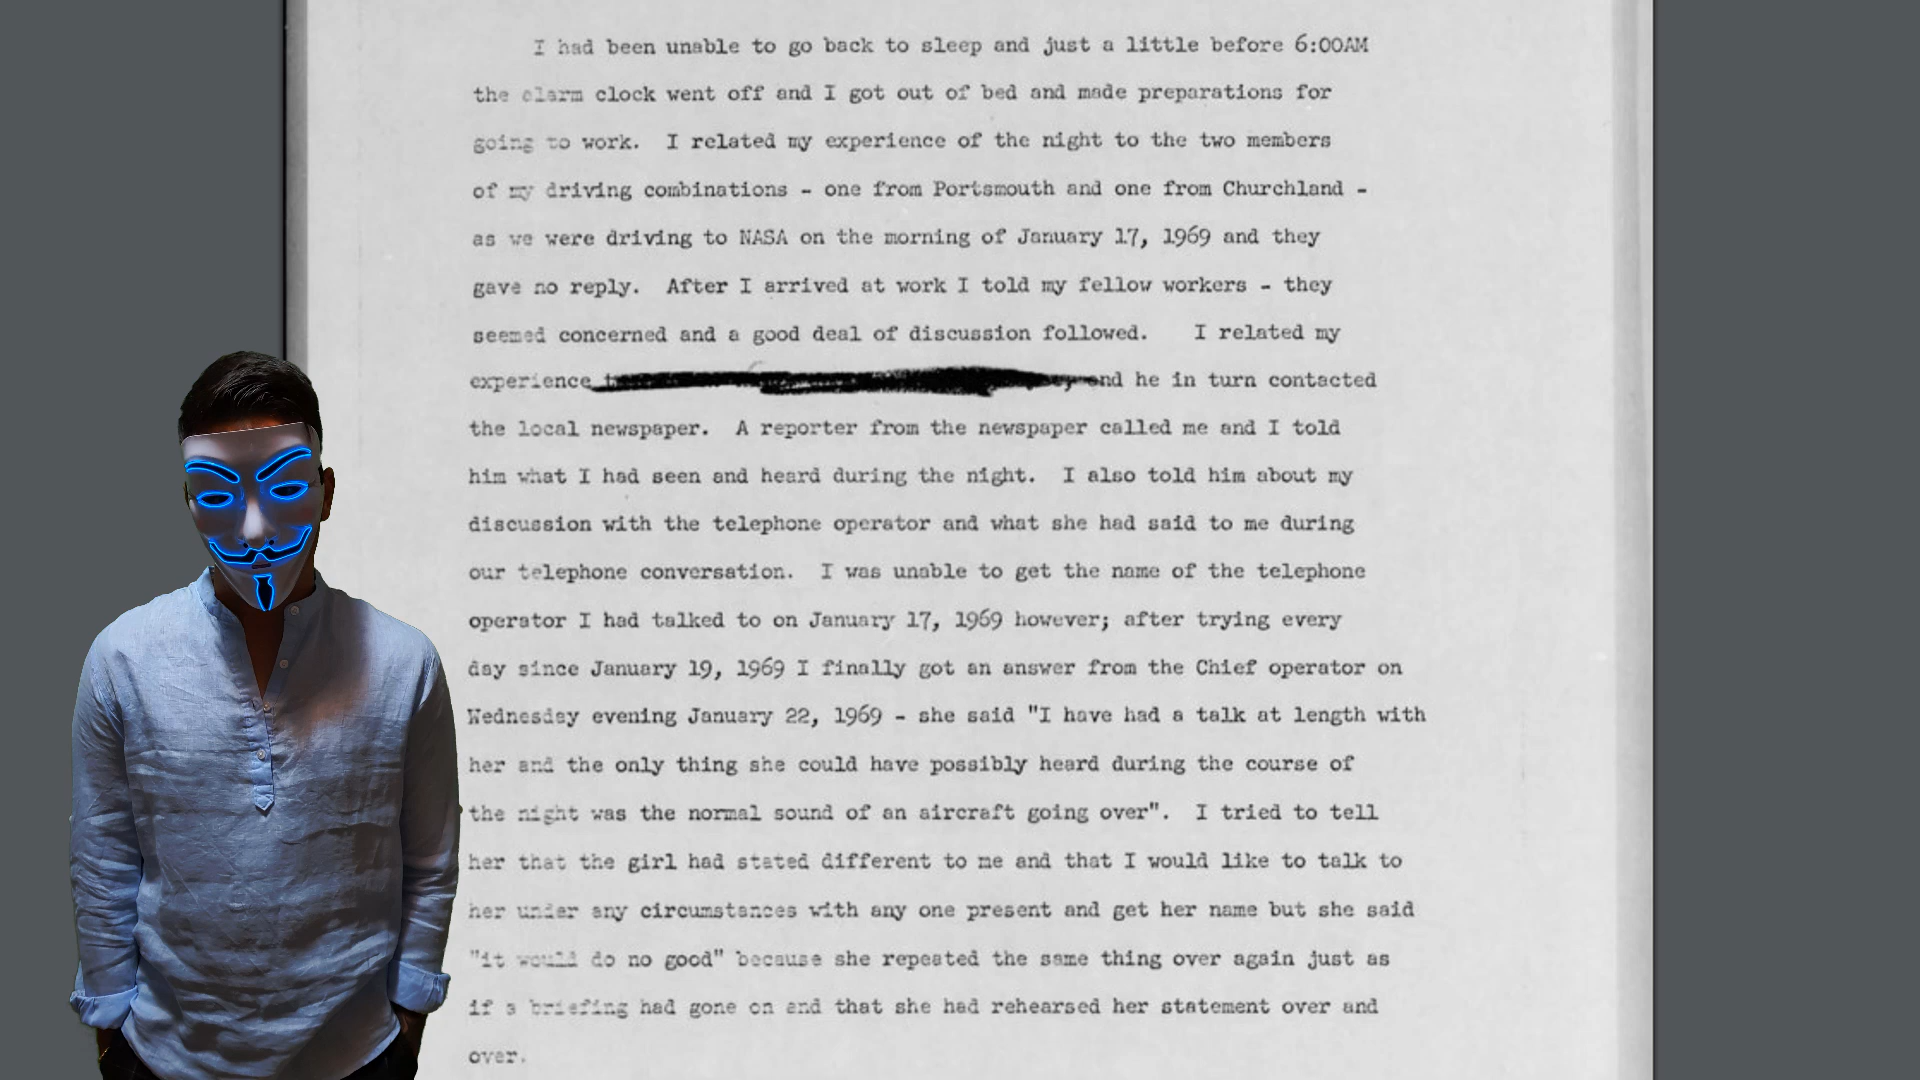 I had been unable to go back to sleep and just a little before 6:00AM
the alarm clock went off and I got out of bed and made preparations for
going to work. I related my experience of the night to the two members
of my driving combinations - one from Portsmouth and one from Churchland -
as we were driving to NASA on the morning of January 17, 1969 and they
gave no reply. After I arrived at work I told my fellow workers - they
seemed concerned and a good deal of discussion followed. I related my
experience and he in turn contacted
the local newspaper. A reporter from the newspaper called me and I told
him what I had seen and heard during the night. I also told him about my
discussion with the telephone operator and what she had said to me during
our telephone conversation. I was unable to get the name of the telephone
operator I had talked to on January 17, 1969 however; after trying every
day since January 19, 1969 I finally got an answer from the Chief operator on
Wednesday evening January 22, 1969 - she said "I have had a talk at length with
her and the only thing she could have possibly heard during the course of
the night was the normal sound of an aircraft going over". I tried to tell
her that the girl had stated different to me and that I would like to talk to
her under any circumstances with any one present and get her name but she said
"it would do no good" because she repeated the same thing over again just as
if a briefing had gone on and that she had rehearsed her statement over and
over.